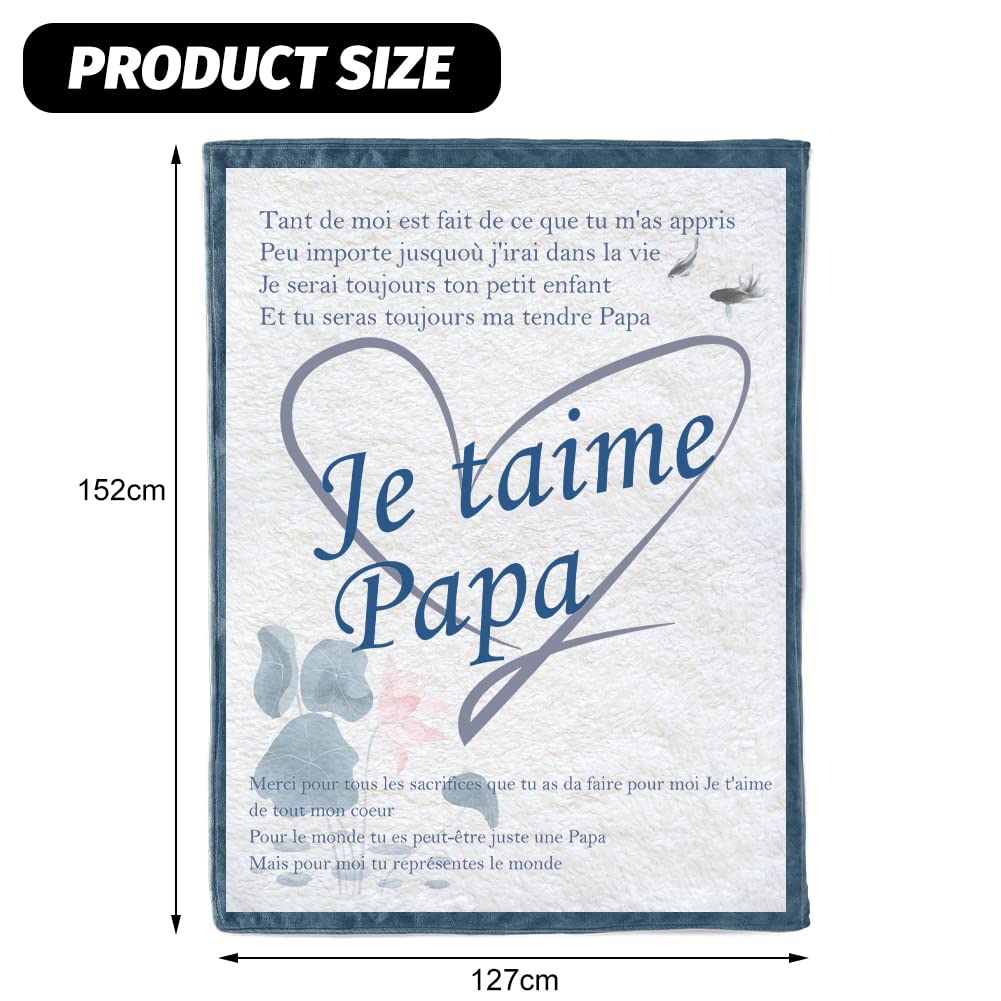 PRODUCT SIZE
Tant de moi est fait de ce que tu m'as appris
Peu importe jusquoù j'irai dans la vie
Je serai toujours ton petit enfant
Et tu seras toujours ma tendre Papa
Je taime
Papa
152cm
Merci pour tous les sacrifices que tu as da faire pour moi Je t'aime
de tout mon coeur
Pour le monde tu es peut-être juste une Papa
Mais pour moi tu représentes le monde
127cm